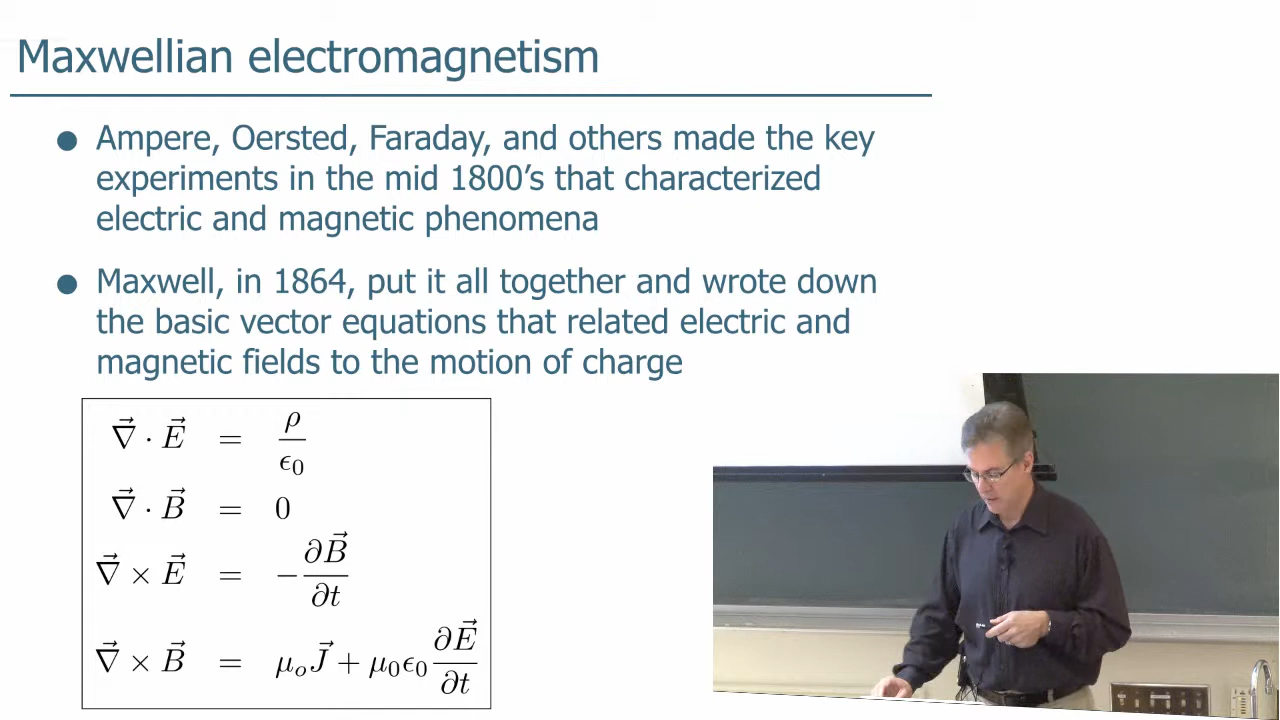 Maxwellian electromagnetism
● Ampere, Oersted, Faraday, and others made the key
experiments in the mid 1800’s that characterized
electric and magnetic phenomena
● Maxwell, in 1864, put it all together and wrote down
the basic vector equations that related electric and
magnetic fields to the motion of charge
∇⃗ · E⃗ = ρ/ϵ₀
∇⃗ · B⃗ = 0
∇⃗ × E⃗ = −∂B⃗/∂t
∇⃗ × B⃗ = μₒJ⃗ + μ₀ϵ₀ ∂E⃗/∂t